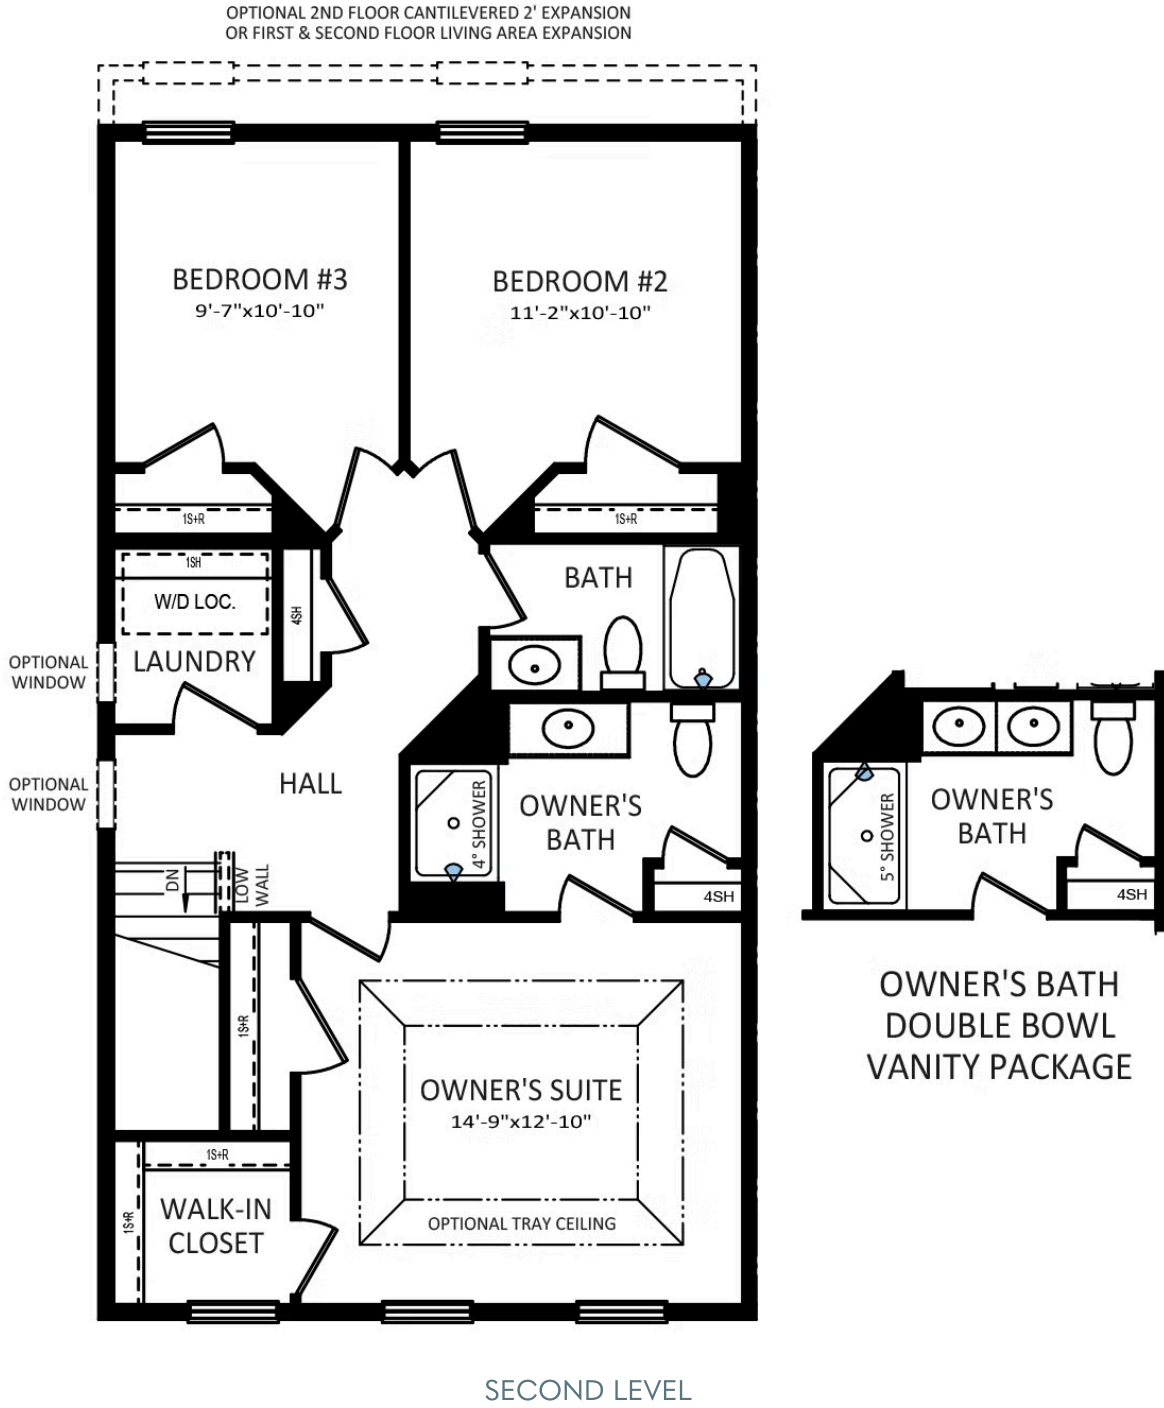 OPTIONAL 2ND FLOOR CANTILEVERED 2' EXPANSION
OR FIRST & SECOND FLOOR LIVING AREA EXPANSION
BEDROOM #3
9'-7"x10'-10"
BEDROOM #2
11'-2"x10'-10"
1S+R
1S+R
1SH
W/D LOC.
LAUNDRY
4SH
BATH
OPTIONAL
WINDOW
OPTIONAL
WINDOW
HALL
4° SHOWER
OWNER'S
BATH
4SH
DN
LOW
WALL
1S+R
OWNER'S SUITE
14'-9"x12'-10"
OPTIONAL TRAY CEILING
1S+R
1S+R
WALK-IN
CLOSET
5° SHOWER
OWNER'S
BATH
4SH
OWNER'S BATH
DOUBLE BOWL
VANITY PACKAGE
SECOND LEVEL